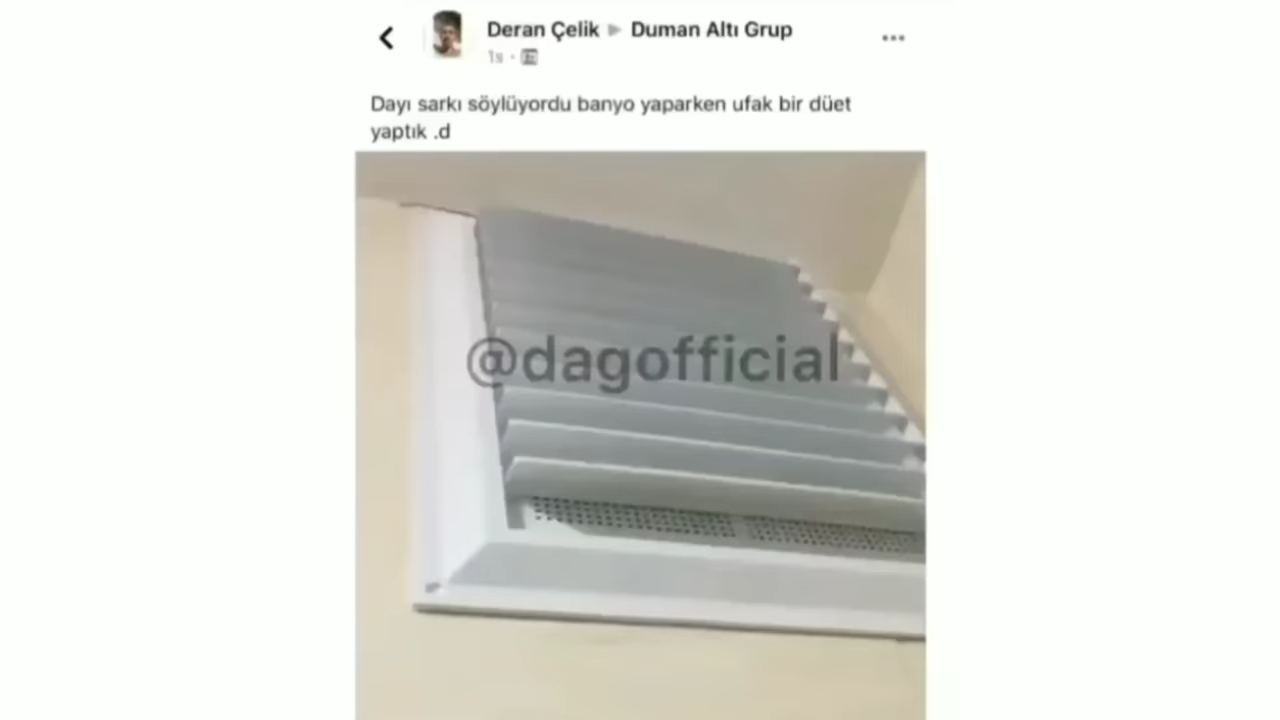 Deran Çelik ▸ Duman Altı Grup
1s ·
Dayı sarkı söylüyordu banyo yaparken ufak bir düet
yaptık .d
@dagofficial